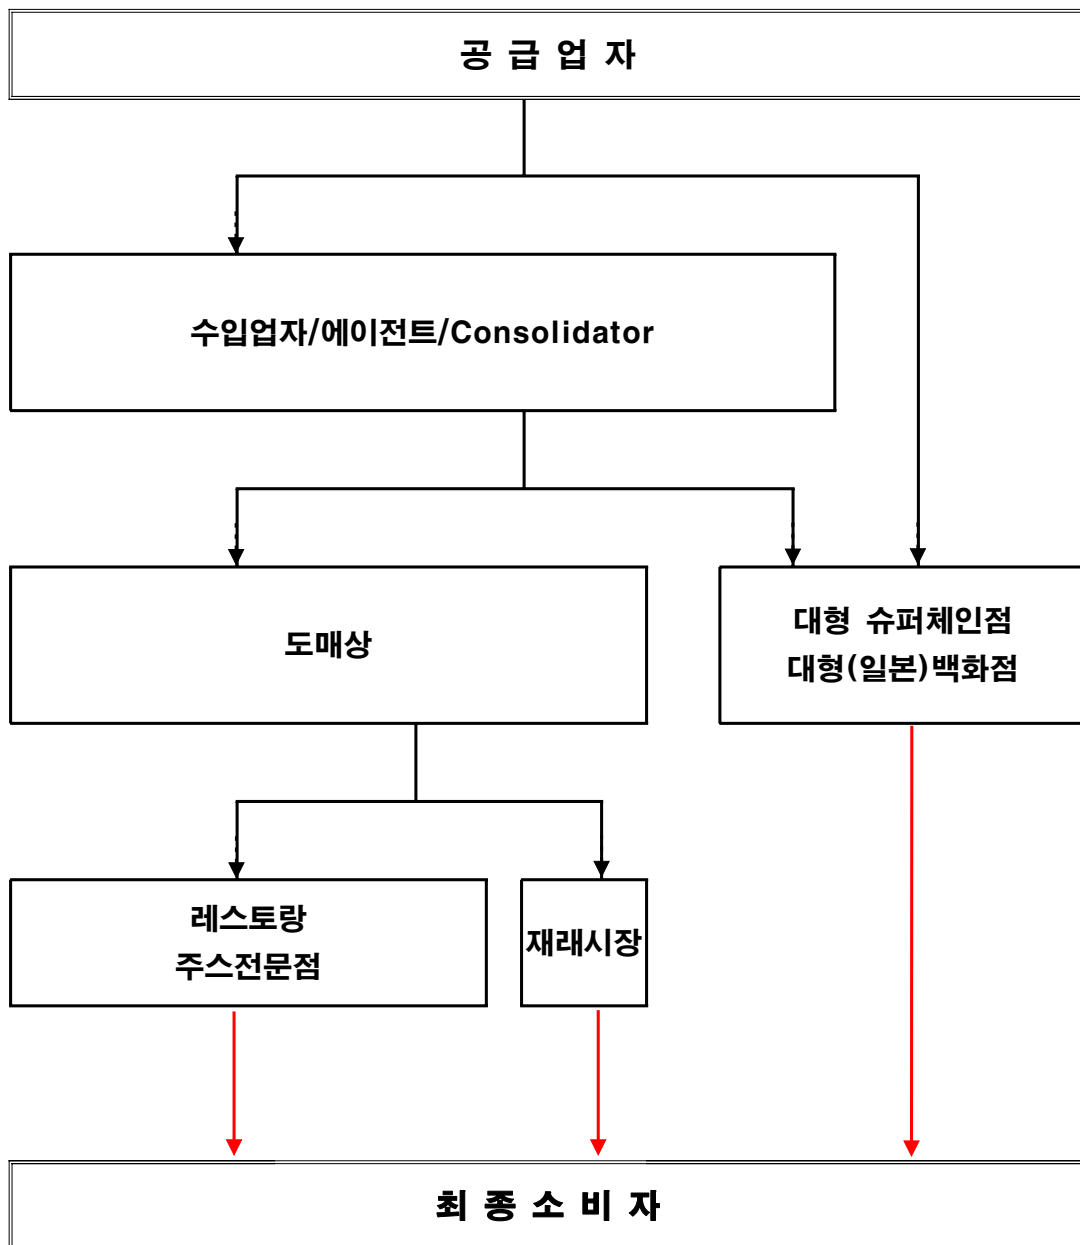 공 급 업 자
수입업자/에이전트/Consolidator
도매상
대형 슈퍼체인점
대형(일본)백화점
레스토랑
주스전문점
재래시장
최 종 소 비 자